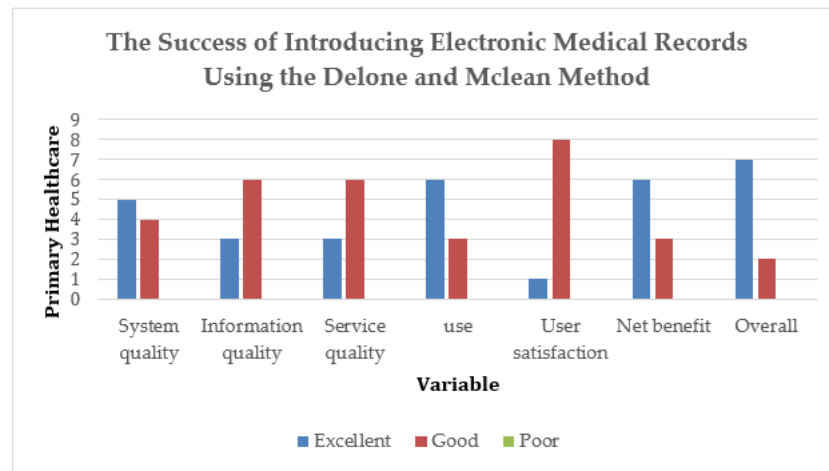 The Success of Introducing Electronic Medical Records
Using the Delone and Mclean Method
Primary Healthcare
9
8
7
6
5
4
3
2
1
0
System quality
Information quality
Service quality
use
User satisfaction
Net benefit
Overall
Variable
Excellent
Good
Poor